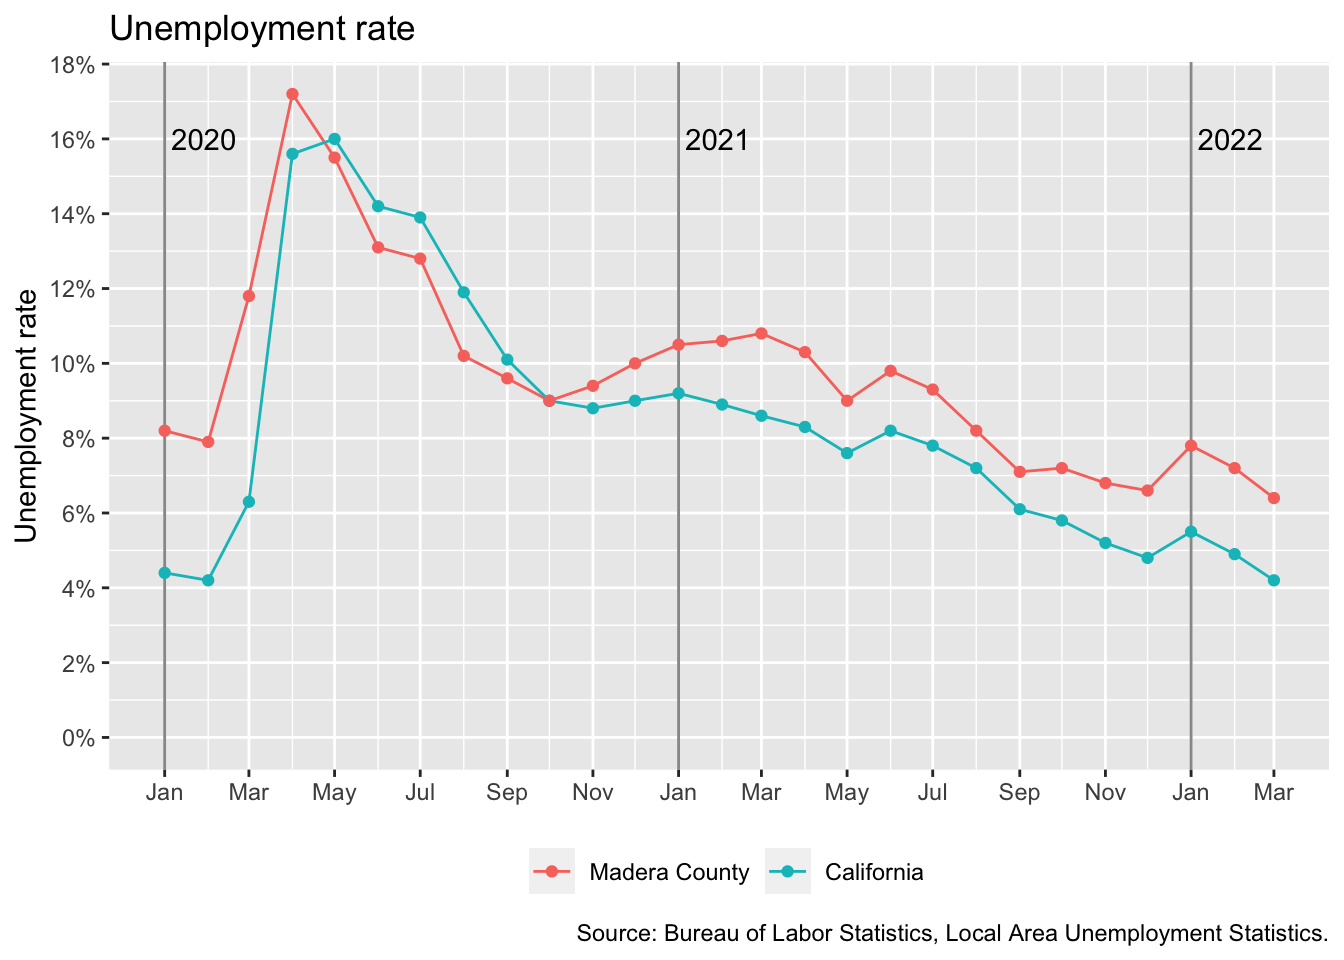 Unemployment rate
18%
16%
14%
12%
10%
8%
6%
4%
2%
0%
Unemployment rate
2020
2021
2022
Jan Mar May Jul Sep Nov Jan Mar May Jul Sep Nov Jan Mar
Madera County California
Source: Bureau of Labor Statistics, Local Area Unemployment Statistics.